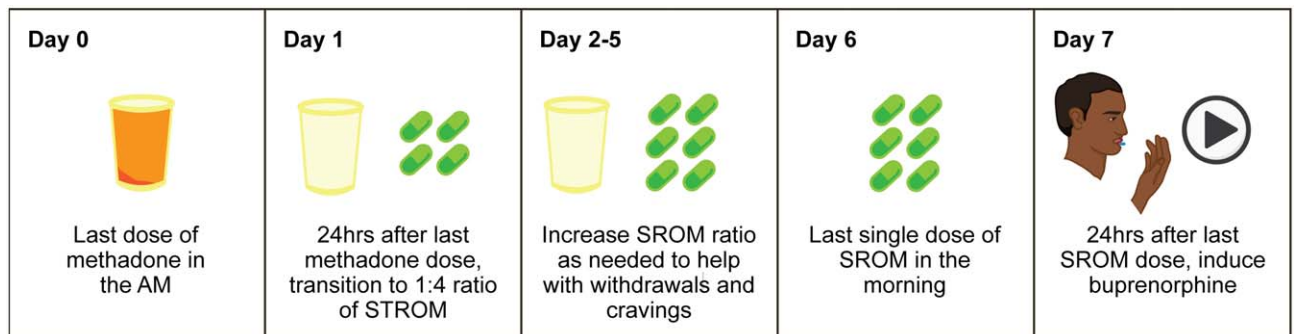 Day 0
Last dose of
methadone in
the AM
Day 1
24hrs after last
methadone dose,
transition to 1:4 ratio
of STROM
Day 2-5
Increase SROM ratio
as needed to help
with withdrawals and
cravings
Day 6
Last single dose of
SROM in the
morning
Day 7
24hrs after last
SROM dose, induce
buprenorphine